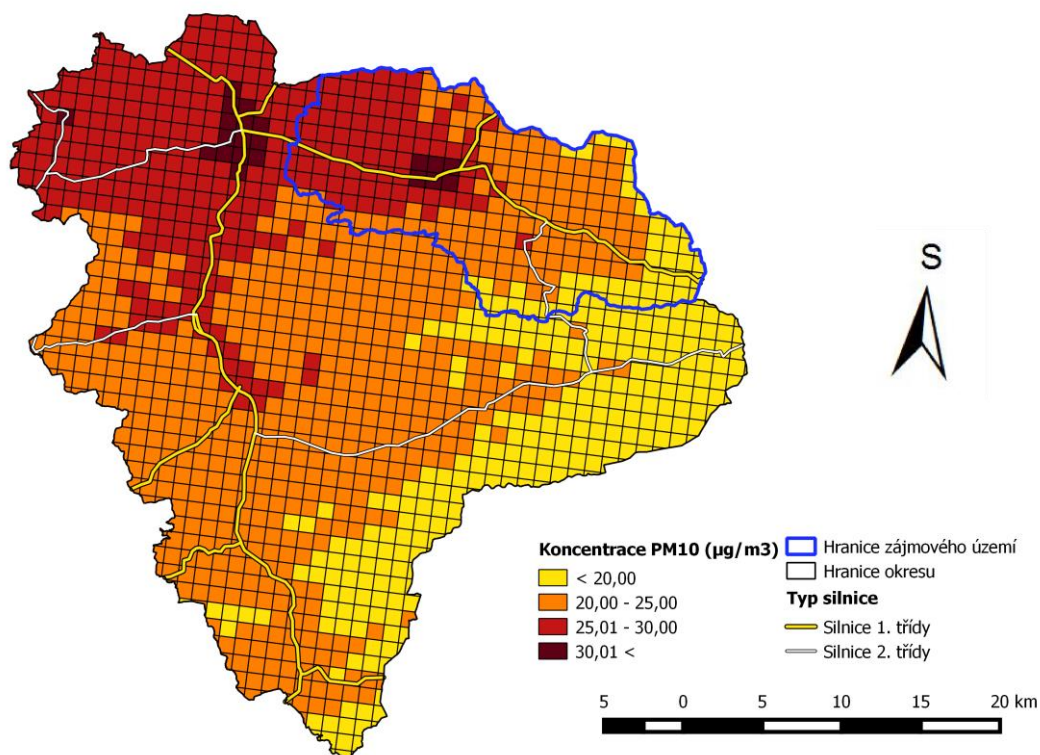 S
Koncentrace PM10 (µg/m3)
< 20,00
20,00 - 25,00
25,01 - 30,00
30,01 <
Hranice zájmového území
Hranice okresu
Typ silnice
Silnice 1. třídy
Silnice 2. třídy
5 0 5 10 15 20 km